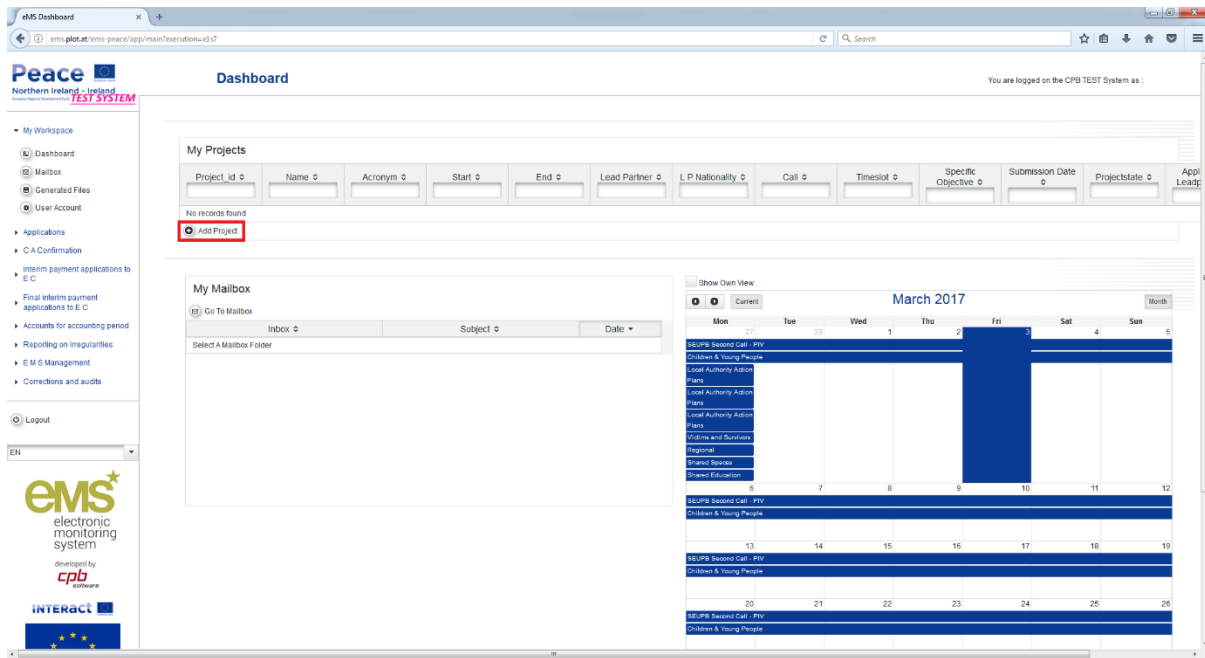 eMS Dashboard
ems.plot.at/ems-peace/app/main?execution=e1s7
Search
Peace
Northern Ireland - Ireland
European Regional Development Fund
TEST SYSTEM
Dashboard
You are logged on the CPB TEST System as :
My Workspace
Dashboard
Mailbox
Generated Files
User Account
Applications
C A Confirmation
Interim payment applications to
E C
Final interim payment
applications to E C
Accounts for accounting period
Reporting on irregularities
E M S Management
Corrections and audits
Logout
EN
eMS
electronic
monitoring
system
developed by
cpb
software
INTERACT
My Projects
Project_id Name Acronym Start End Lead Partner L P Nationality Call Timeslot Specific Objective Submission Date Projectstate Appl Leadp
No records found
Add Project
My Mailbox
Go To Mailbox
Inbox Subject Date
Select A Mailbox Folder
Show Own View
Current March 2017 Month
Mon Tue Wed Thu Fri Sat Sun
27 28 1 2 3 4 5
SEUPB Second Call - PIV
Children & Young People
Local Authority Action
Plans
Local Authority Action
Plans
Local Authority Action
Plans
Victims and Survivors
Regional
Shared Spaces
Shared Education
6 7 8 9 10 11 12
SEUPB Second Call - PIV
Children & Young People
13 14 15 16 17 18 19
SEUPB Second Call - PIV
Children & Young People
20 21 22 23 24 25 26
SEUPB Second Call - PIV
Children & Young People